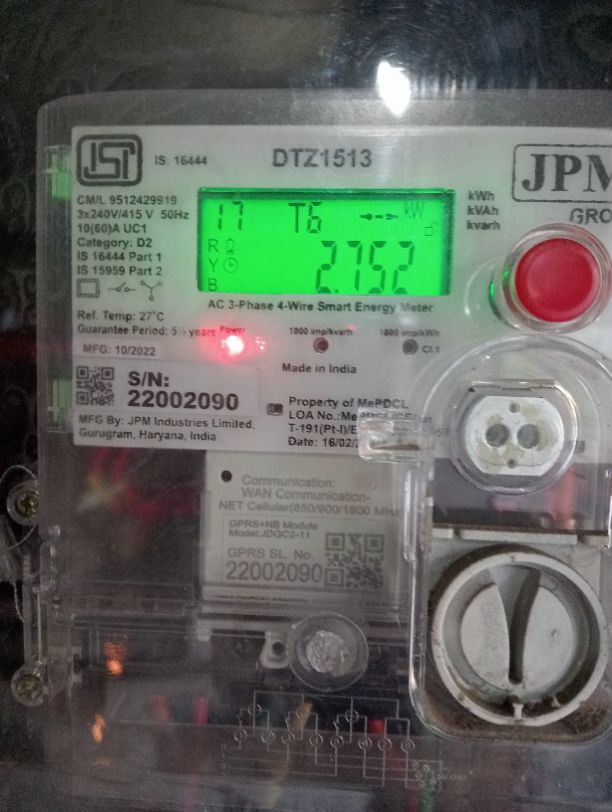 ISI
IS: 16444
DTZ1513
JPM
GRO
CM/L 9512429919
3x240V/415 V 50Hz
10(60)A UC1
Category: D2
IS 16444 Part 1
IS 15959 Part 2
17 T6 kW
R
Y 2.752
B
kWh
kVAh
kvarh
AC 3-Phase 4-Wire Smart Energy Meter
Ref. Temp: 27°C
Guarantee Period: 5½ years
Power
1000 imp/kvarh
1000 imp/kWh
MFG: 10/2022
Cl.1
Made in India
S/N:
22002090
MFG By: JPM Industries Limited,
Gurugram, Haryana, India
Property of MePDCL
LOA No.:
T-191(Pt-I)/
Date: 16/02/
Communication:
WAN Communication-
NET Cellular(850/900/1800 MHz
GPRS+NB Module
Model:JDGC2-11
GPRS SL. No.
22002090